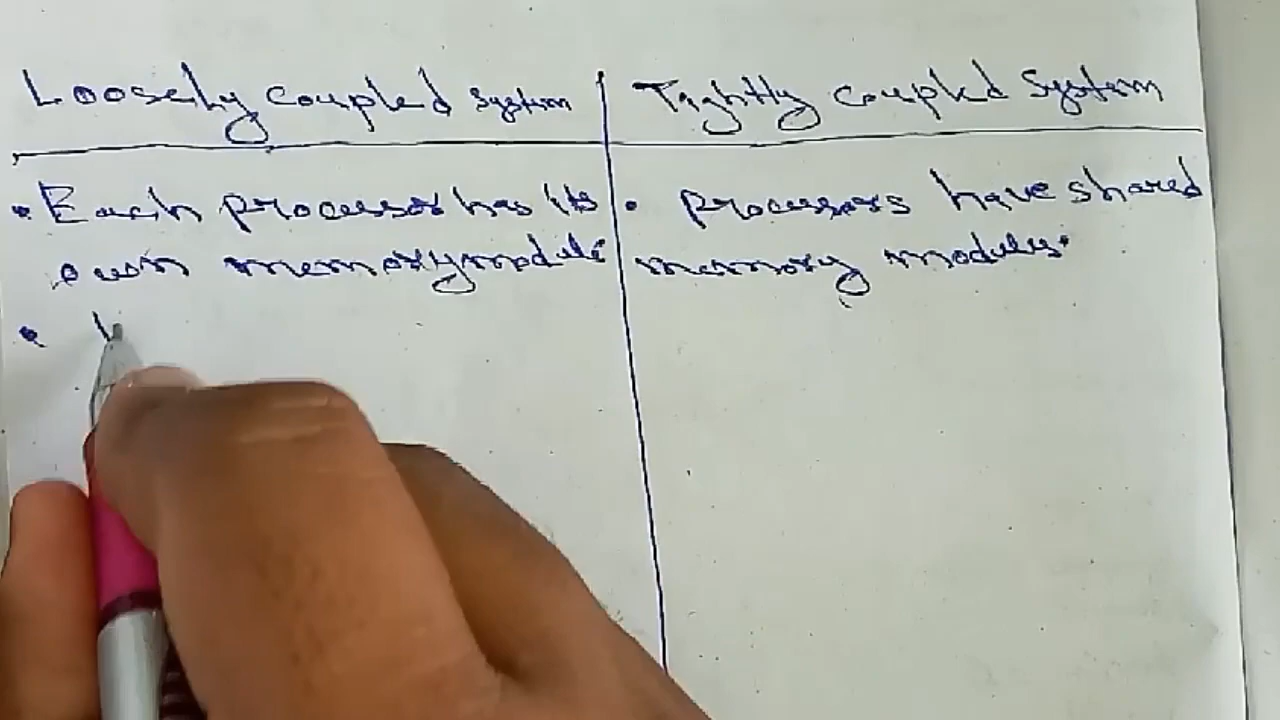 Loosely coupled system
Tightly coupled system
• Each processor has its
own memory module
• processors have shared
memory modules.
•